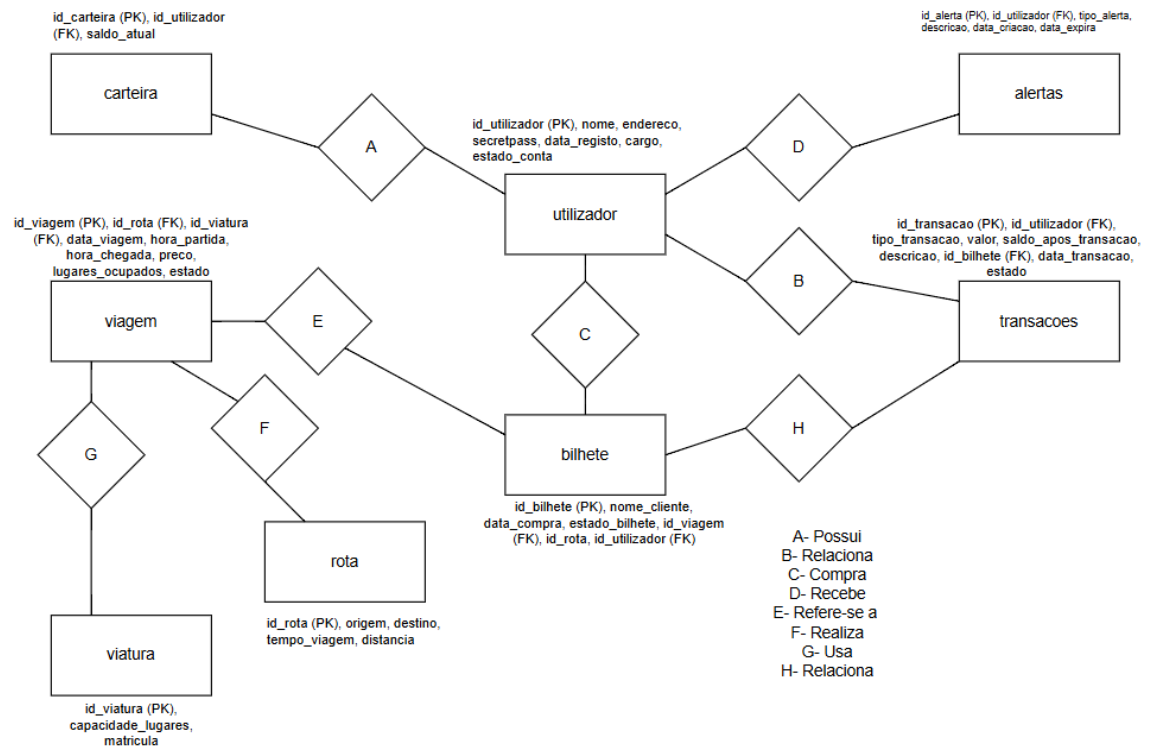 id_carteira (PK), id_utilizador
(FK), saldo_atual
carteira
id_alerta (PK), id_utilizador (FK), tipo_alerta,
descricao, data_criacao, data_expira
alertas
A
id_utilizador (PK), nome, endereco,
secretpass, data_registo, cargo,
estado_conta
utilizador
D
id_viagem (PK), id_rota (FK), id_viatura
(FK), data_viagem, hora_partida,
hora_chegada, preco,
lugares_ocupados, estado
viagem
id_transacao (PK), id_utilizador (FK),
tipo_transacao, valor, saldo_apos_transacao,
descricao, id_bilhete (FK), data_transacao,
estado
transacoes
B
E
C
F
G
H
bilhete
id_bilhete (PK), nome_cliente,
data_compra, estado_bilhete, id_viagem
(FK), id_rota, id_utilizador (FK)
rota
id_rota (PK), origem, destino,
tempo_viagem, distancia
viatura
id_viatura (PK),
capacidade_lugares,
matricula
A- Possui
B- Relaciona
C- Compra
D- Recebe
E- Refere-se a
F- Realiza
G- Usa
H- Relaciona